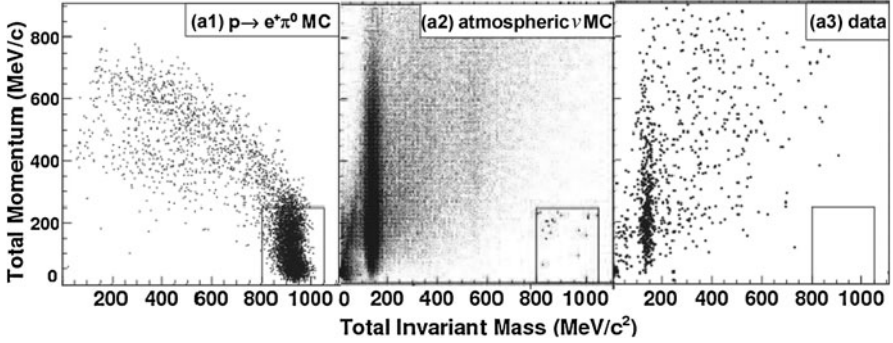 (a1) p→ e⁺π⁰ MC
(a2) atmospheric ν MC
(a3) data
Total Momentum (MeV/c)
800
600
400
200
0
200 400 600 800 1000
0 200 400 600 800 1000
200 400 600 800 1000
Total Invariant Mass (MeV/c²)